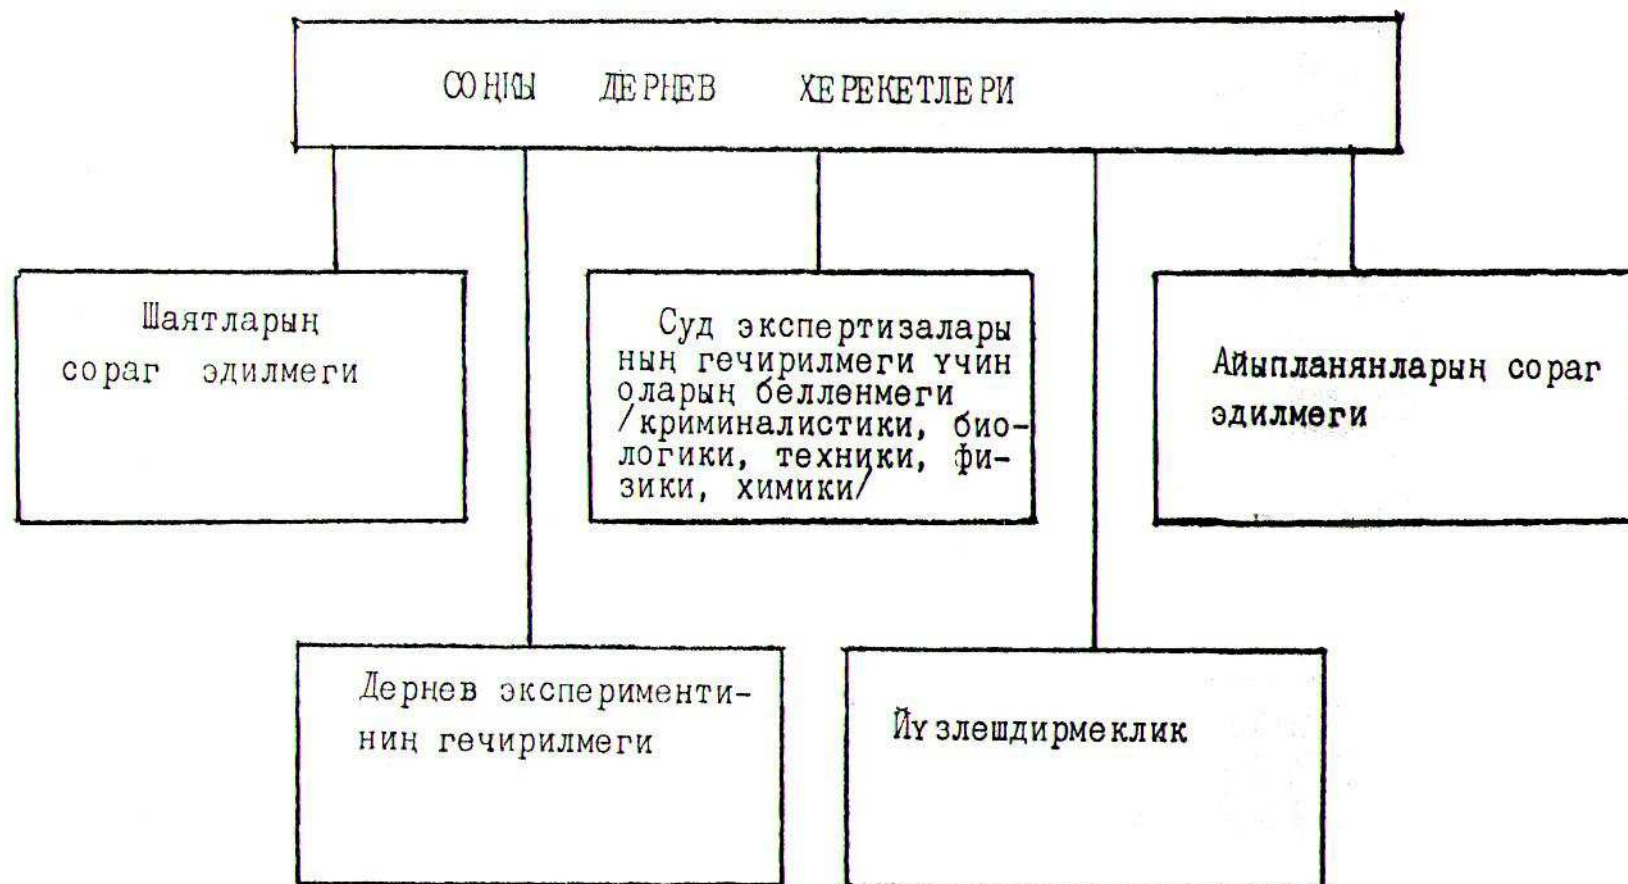 СОҢКЫ ДЕРҢЕВ ХЕРЕКЕТЛЕРИ
Шаятларың
сораг эдилмеги
Суд экспертизалары
ның гечирилмеги үчин
оларың белленмеги
/криминалистики, био-
логики, техники, фи-
зики, химики/
Айыпланянларың сораг
эдилмеги
Дерңев эксперименти-
ниң гечирилмеги
Йүзлешдирмеклик